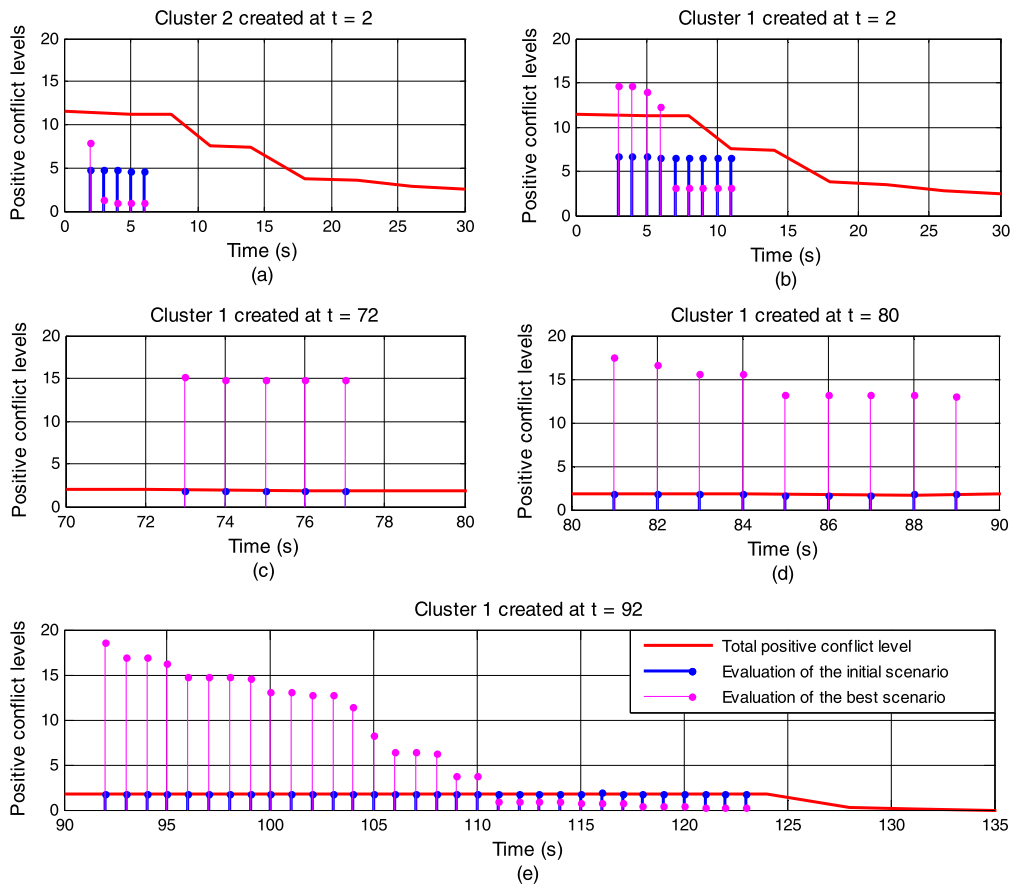 Cluster 2 created at t = 2
Positive conflict levels
20
15
10
5
0
0 5 10 15 20 25 30
Time (s)
(a)
Cluster 1 created at t = 2
Positive conflict levels
20
15
10
5
0
0 5 10 15 20 25 30
Time (s)
(b)
Cluster 1 created at t = 72
Positive conflict levels
20
15
10
5
0
70 72 74 76 78 80
Time (s)
(c)
Cluster 1 created at t = 80
Positive conflict levels
20
15
10
5
0
80 82 84 86 88 90
Time (s)
(d)
Cluster 1 created at t = 92
Positive conflict levels
20
15
10
5
0
Total positive conflict level
Evaluation of the initial scenario
Evaluation of the best scenario
90 95 100 105 110 115 120 125 130 135
Time (s)
(e)